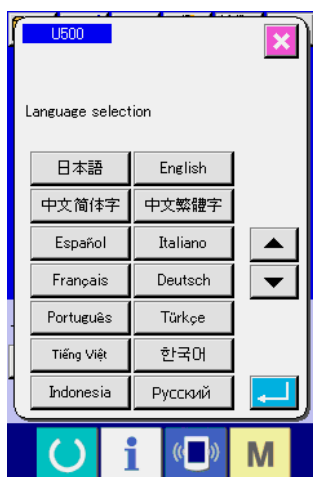 U500
Language selection
日本語 English
中文简体字 中文繁體字
Español Italiano
Français Deutsch
Português Türkçe
Tiếng Việt 한국어
Indonesia Русский
i M